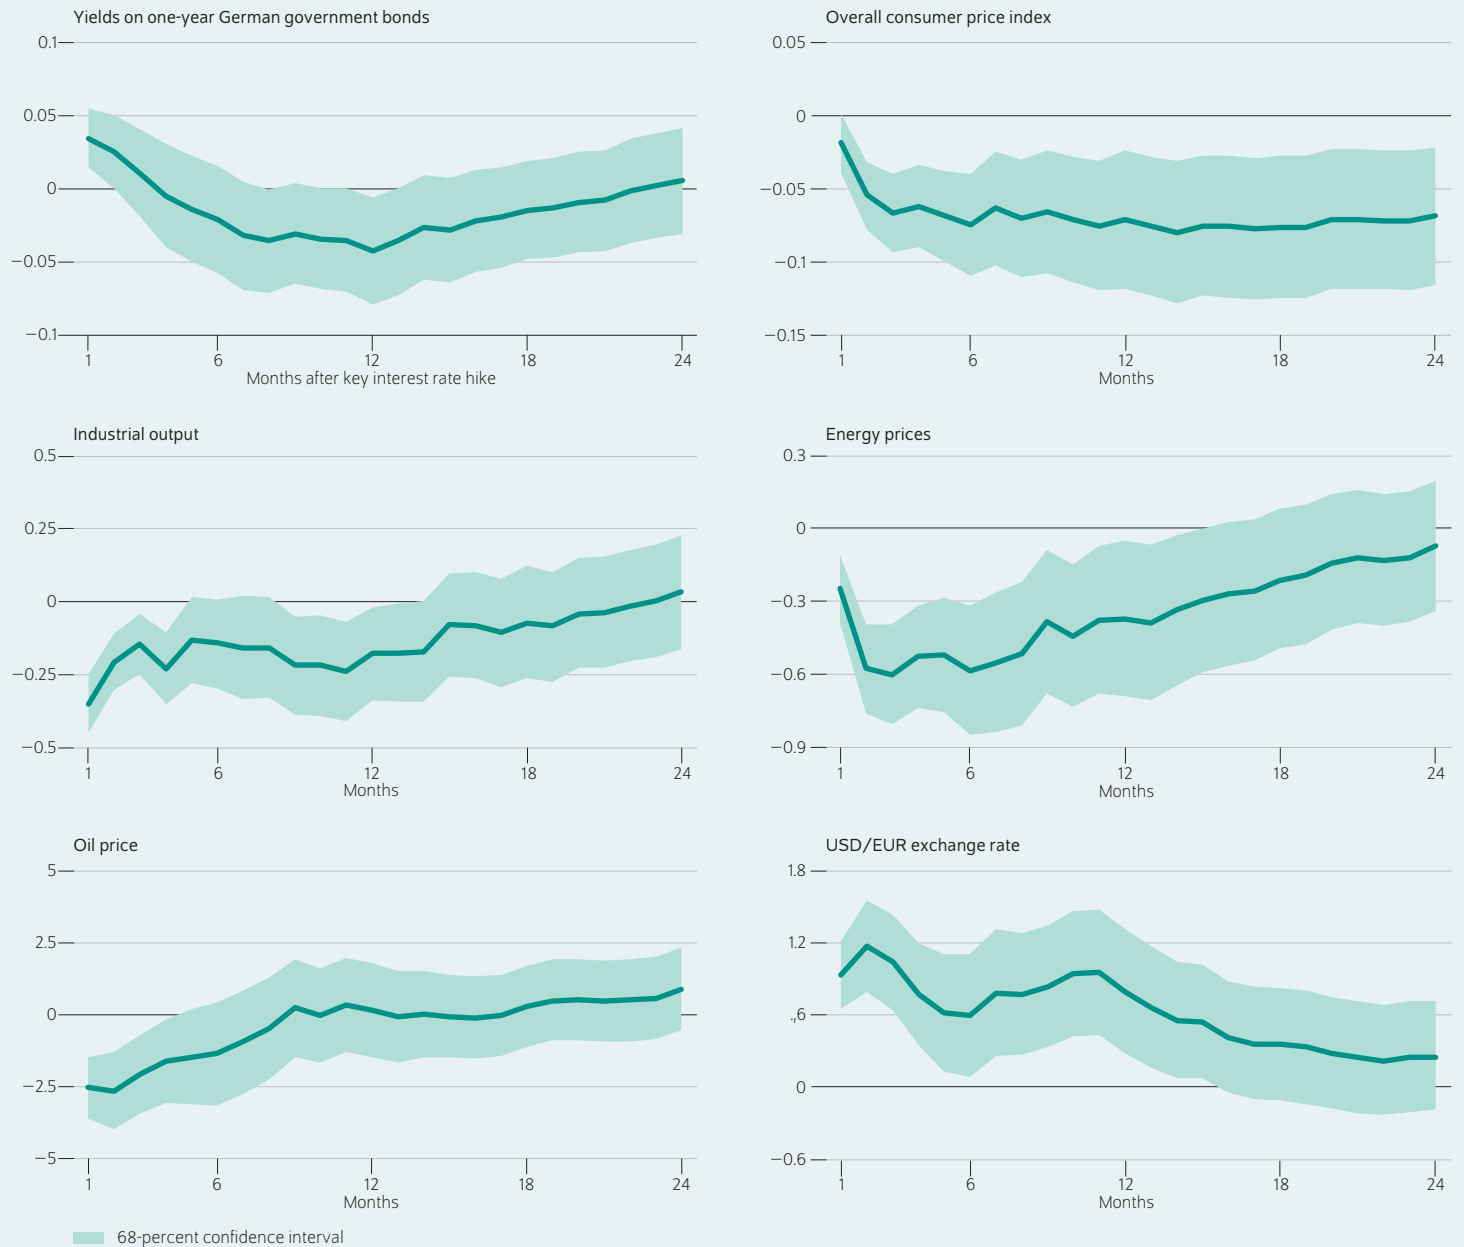 Yields on one-year German government bonds
0.1
0.05
0
−0.05
−0.1
1 6 12 18 24
Months after key interest rate hike
Overall consumer price index
0.05
0
−0.05
−0.1
−0.15
1 6 12 18 24
Months
Industrial output
0.5
0.25
0
−0.25
−0.5
1 6 12 18 24
Months
Energy prices
0.3
0
−0.3
−0.6
−0.9
1 6 12 18 24
Months
Oil price
5
2.5
0
−2.5
−5
1 6 12 18 24
Months
USD/EUR exchange rate
1.8
1.2
.,6
0
−0.6
1 6 12 18 24
Months
68-percent confidence interval